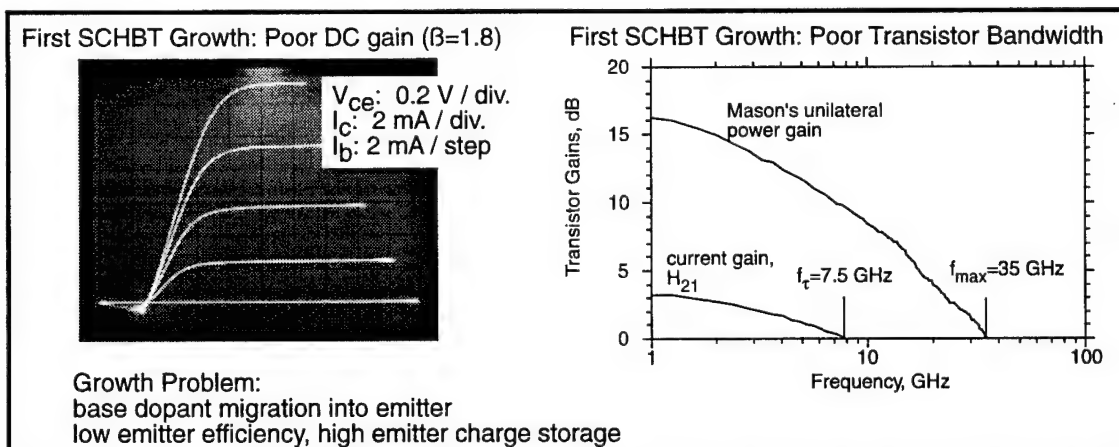 First SCHBT Growth: Poor DC gain (ß=1.8)
V_ce: 0.2 V / div.
I_c: 2 mA / div.
I_b: 2 mA / step
Growth Problem:
base dopant migration into emitter
low emitter efficiency, high emitter charge storage
First SCHBT Growth: Poor Transistor Bandwidth
Transistor Gains, dB
20
15
10
5
0
Mason's unilateral
power gain
current gain,
H_21
f_τ=7.5 GHz
f_max=35 GHz
1
10
100
Frequency, GHz